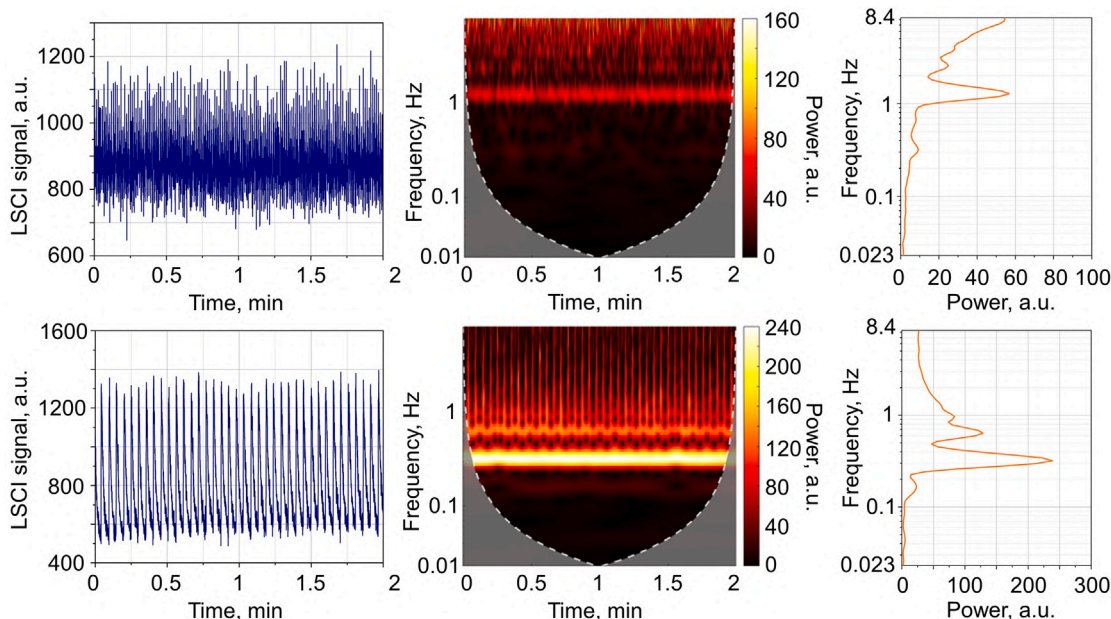 LSCI signal, a.u.
1300
1200
1100
1000
900
800
700
600
0 0.5 1 1.5 2
Time, min
Frequency, Hz
1
0.1
0.01
0 0.5 1 1.5 2
Time, min
Power, a.u.
160
120
80
40
0
Frequency, Hz
8.4
1
0.1
0.023
0 20 40 60 80 100
Power, a.u.
LSCI signal, a.u.
1600
1200
800
400
0 0.5 1 1.5 2
Time, min
Frequency, Hz
1
0.1
0.01
0 0.5 1 1.5 2
Time, min
Power, a.u.
240
200
160
120
80
40
0
Frequency, Hz
8.4
1
0.1
0.023
0 100 200 300
Power, a.u.